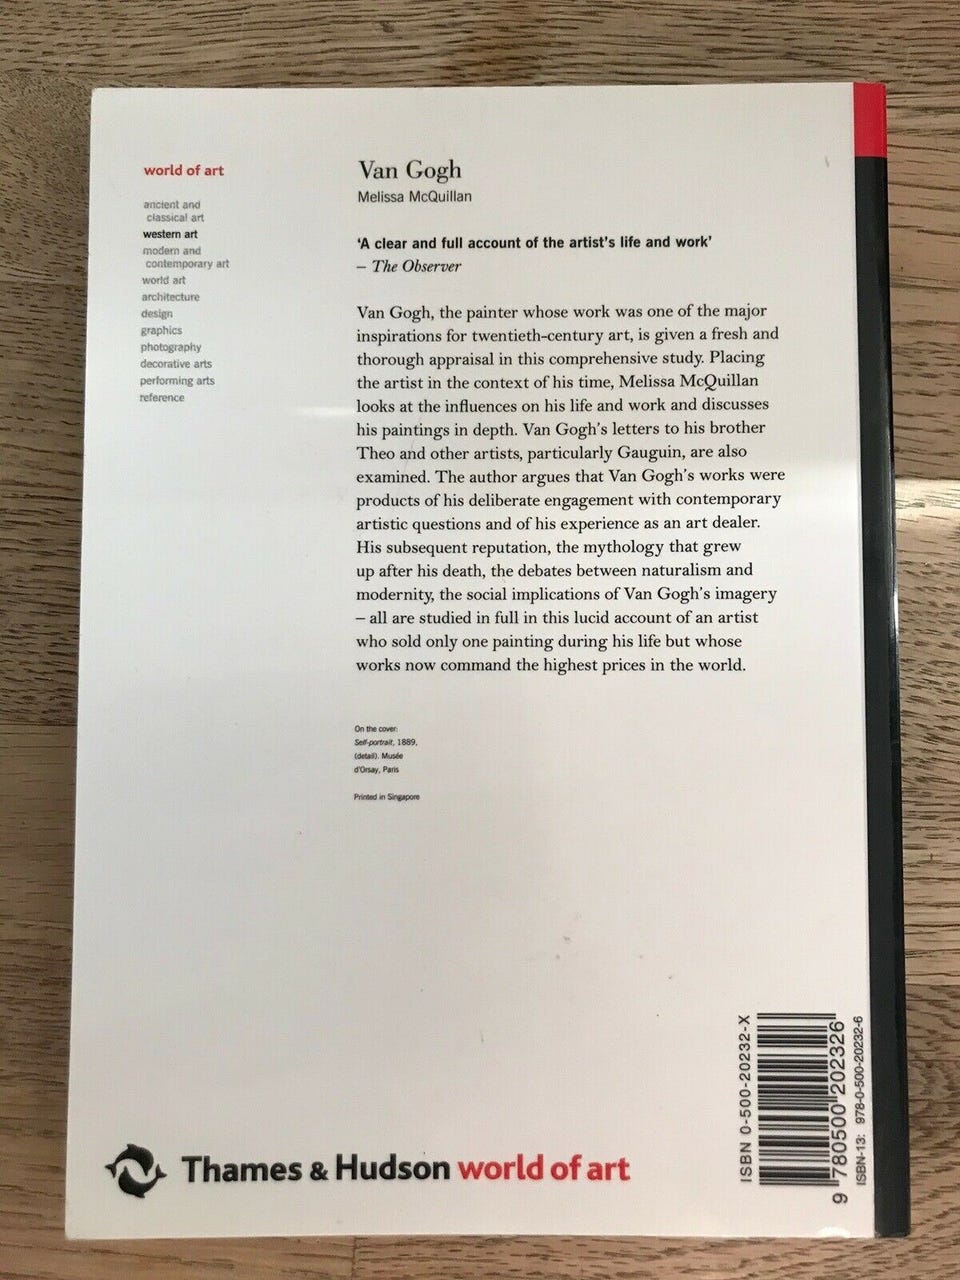 world of art
ancient and
classical art
western art
modern and
contemporary art
world art
architecture
design
graphics
photography
decorative arts
performing arts
reference
Van Gogh
Melissa McQuillan
‘A clear and full account of the artist’s life and work’
– The Observer
Van Gogh, the painter whose work was one of the major
inspirations for twentieth-century art, is given a fresh and
thorough appraisal in this comprehensive study. Placing
the artist in the context of his time, Melissa McQuillan
looks at the influences on his life and work and discusses
his paintings in depth. Van Gogh’s letters to his brother
Theo and other artists, particularly Gauguin, are also
examined. The author argues that Van Gogh’s works were
products of his deliberate engagement with contemporary
artistic questions and of his experience as an art dealer.
His subsequent reputation, the mythology that grew
up after his death, the debates between naturalism and
modernity, the social implications of Van Gogh’s imagery
– all are studied in full in this lucid account of an artist
who sold only one painting during his life but whose
works now command the highest prices in the world.
On the cover:
Self-portrait, 1889,
(detail). Musée
d’Orsay, Paris
Printed in Singapore
ISBN 0-500-20232-X
9 780500 202326
ISBN-13: 978-0-500-20232-6
Thames & Hudson world of art